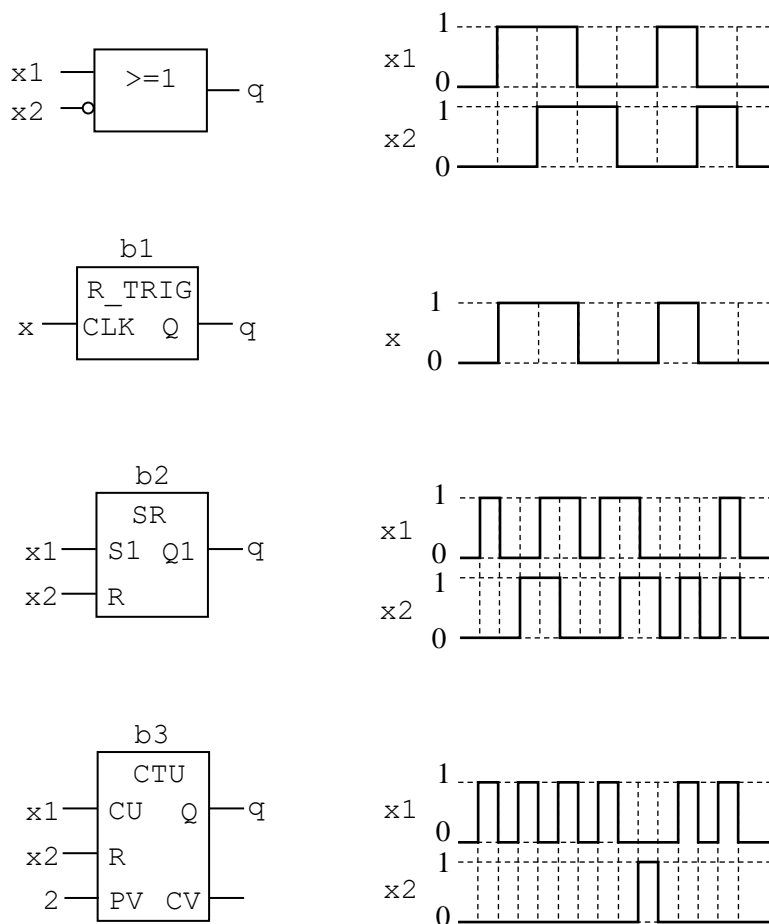 x1
>=1
q
x2
1
x1
0
1
x2
0
b1
R_TRIG
x CLK Q q
1
x
0
b2
SR
x1 S1 Q1 q
x2 R
1
x1
0
1
x2
0
b3
CTU
x1 CU Q q
x2 R
2 PV CV
1
x1
0
1
x2
0